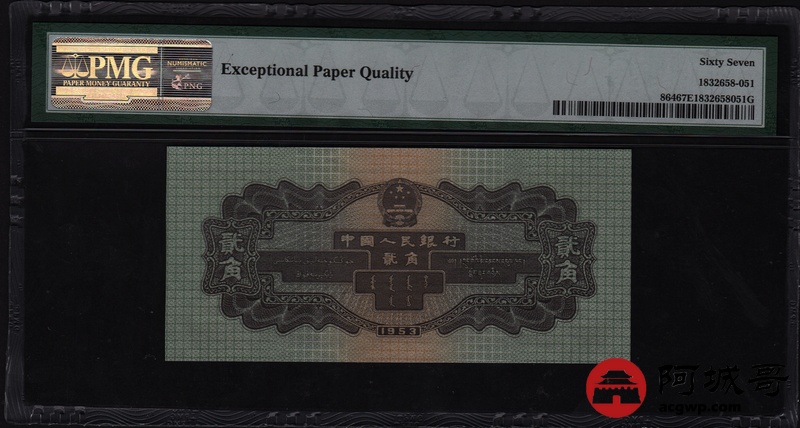 PMG
PAPER MONEY GUARANTY
NUMISMATIC
PNG
Exceptional Paper Quality
Sixty Seven
1832658-051
86467E1832658051G
中國人民銀行
貳角
貳角
貳角
1953
阿城哥
acgwp.com